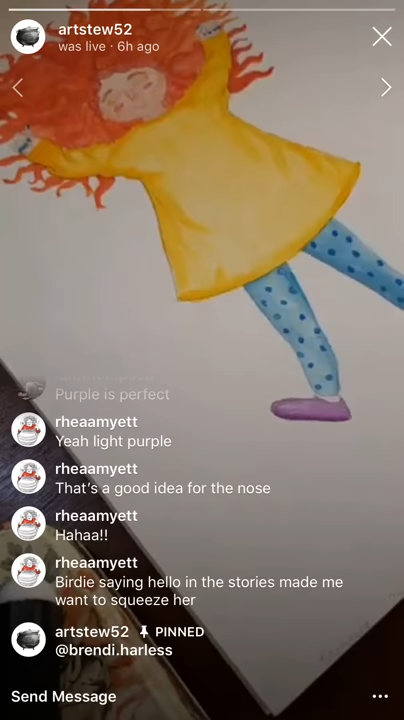 artstew52
was live · 6h ago
Purple is perfect
rheaamyett
Yeah light purple
rheaamyett
That's a good idea for the nose
rheaamyett
Hahaa!!
rheaamyett
Birdie saying hello in the stories made me
want to squeeze her
artstew52 PINNED
@brendi.harless
Send Message